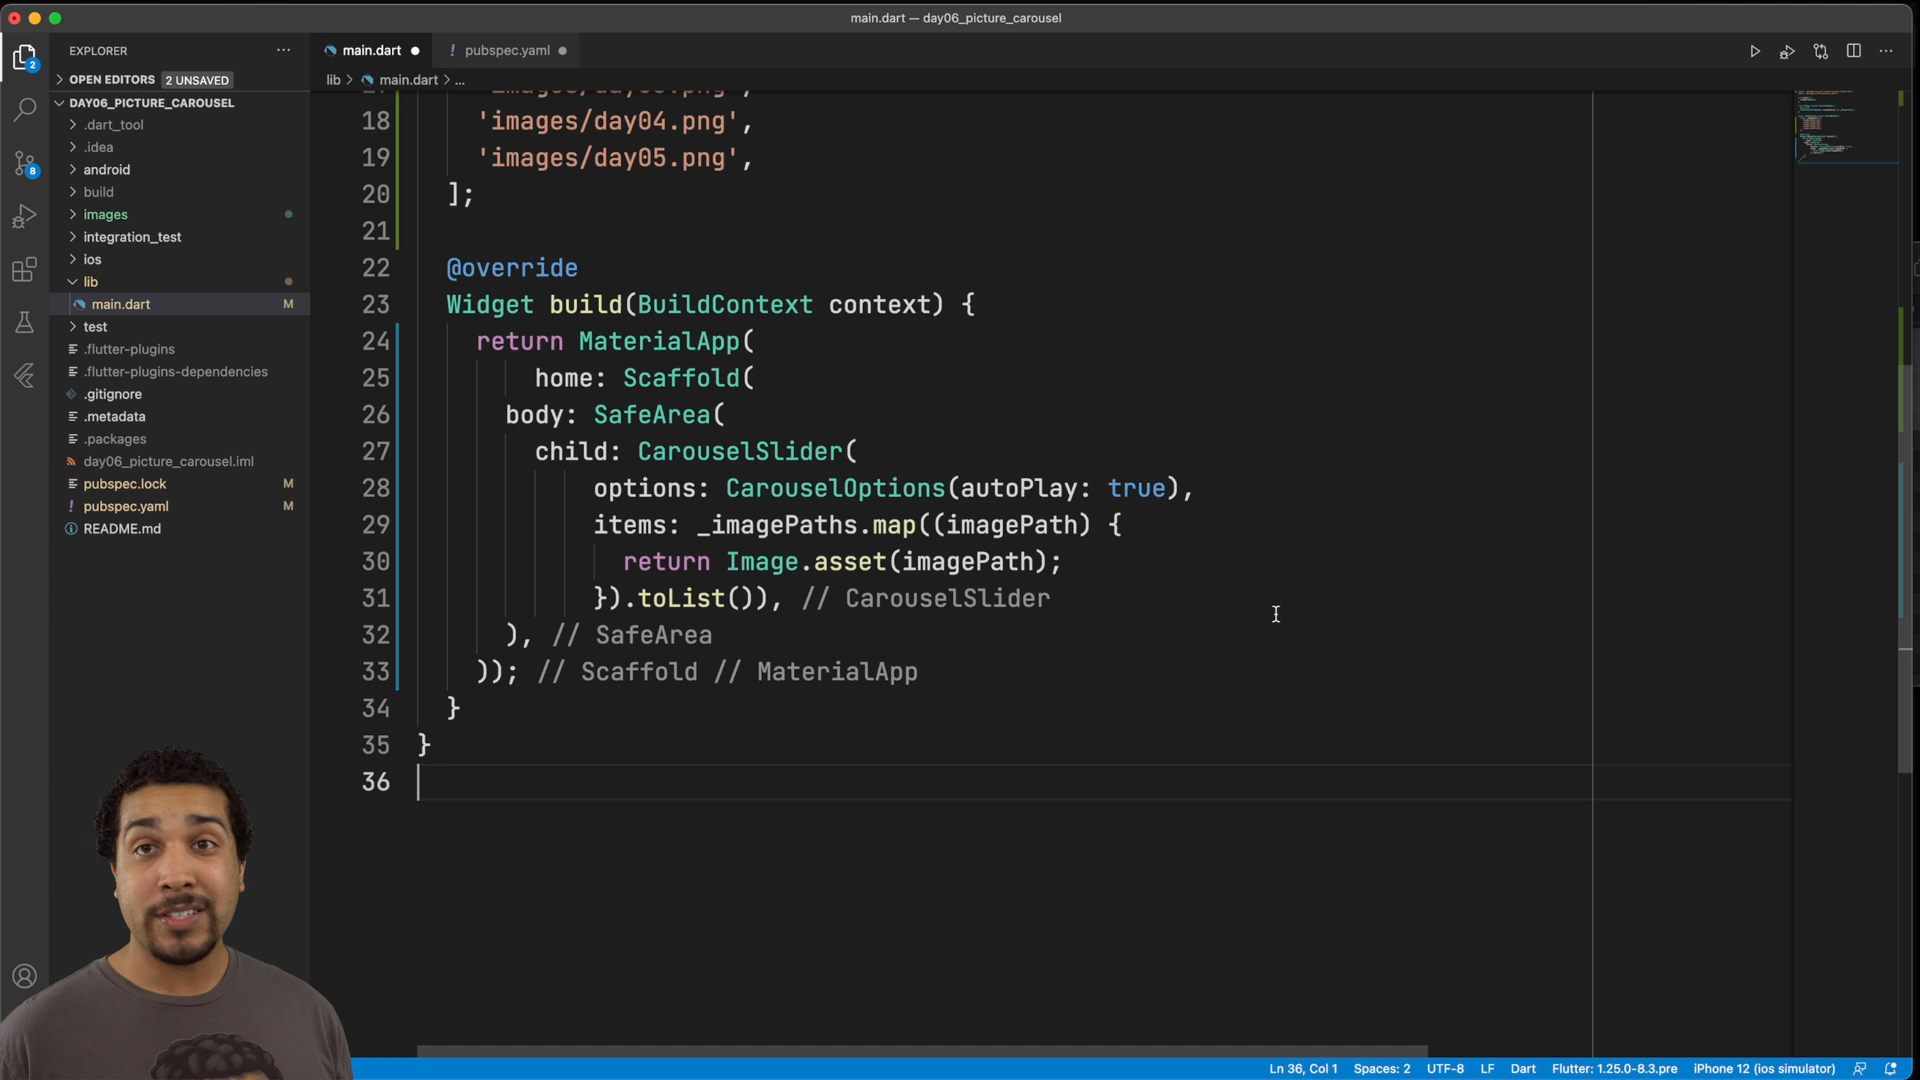 main.dart — day06_picture_carousel
EXPLORER
main.dart
! pubspec.yaml
OPEN EDITORS 2 UNSAVED
lib > main.dart > ...
2
DAY06_PICTURE_CAROUSEL
.dart_tool
.idea
android
build
images
integration_test
ios
lib
main.dart M
test
.flutter-plugins
.flutter-plugins-dependencies
.gitignore
.metadata
.packages
day06_picture_carousel.iml
pubspec.lock M
! pubspec.yaml M
README.md
8
18 'images/day04.png',
19 'images/day05.png',
20 ];
21
22 @override
23 Widget build(BuildContext context) {
24 return MaterialApp(
25 home: Scaffold(
26 body: SafeArea(
27 child: CarouselSlider(
28 options: CarouselOptions(autoPlay: true),
29 items: _imagePaths.map((imagePath) {
30 return Image.asset(imagePath);
31 }).toList()), // CarouselSlider
32 ), // SafeArea
33 )); // Scaffold // MaterialApp
34 }
35 }
36
Ln 36, Col 1 Spaces: 2 UTF-8 LF Dart Flutter: 1.25.0-8.3.pre iPhone 12 (ios simulator)